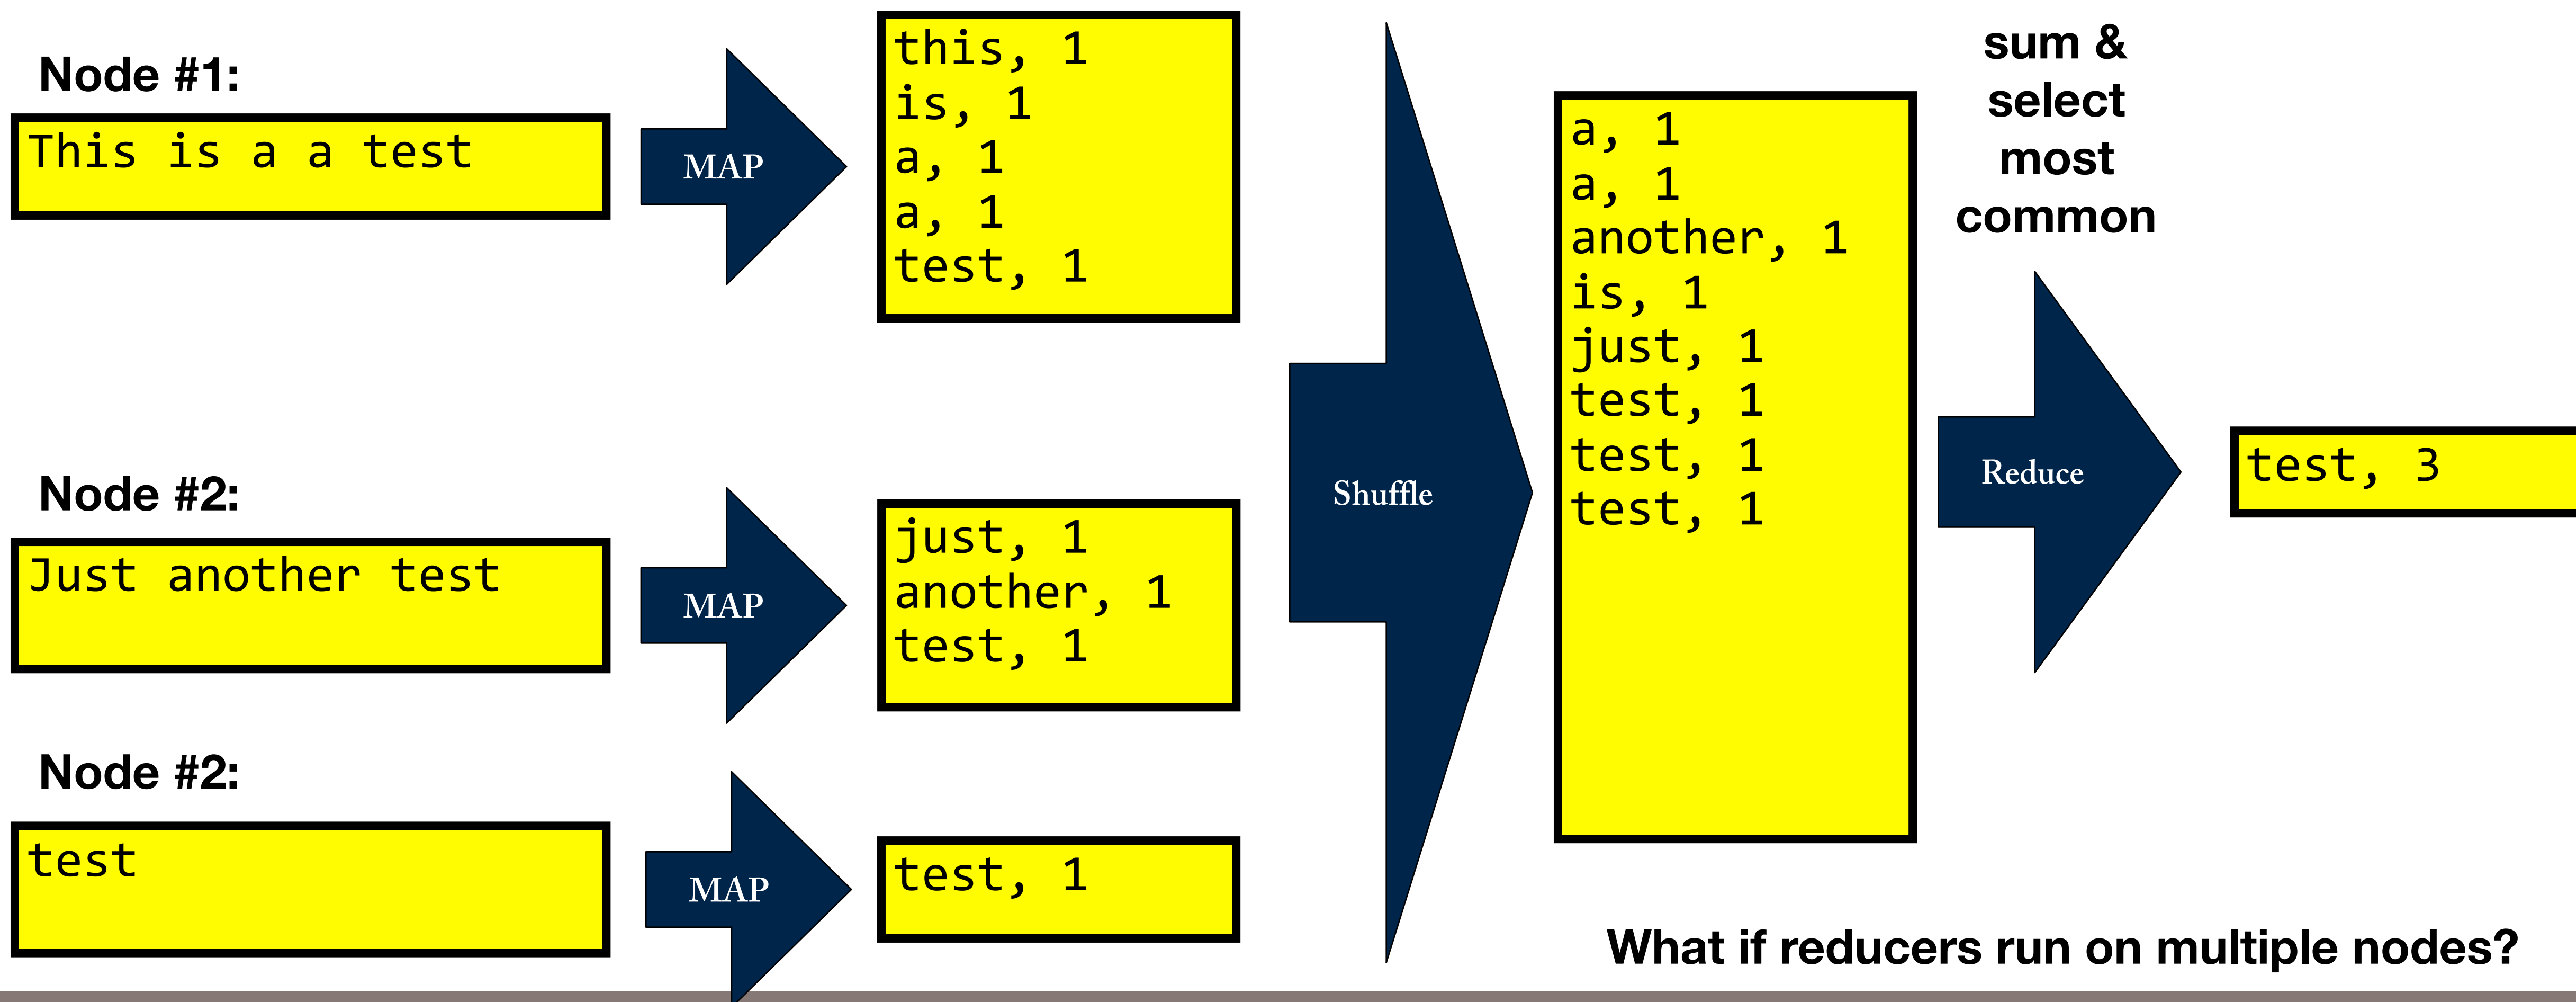 Node #1:
This is a a test
MAP
this, 1
is, 1
a, 1
a, 1
test, 1
Node #2:
Just another test
MAP
just, 1
another, 1
test, 1
Node #2:
test
MAP
test, 1
Shuffle
a, 1
a, 1
another, 1
is, 1
just, 1
test, 1
test, 1
test, 1
sum &
select
most
common
Reduce
test, 3
What if reducers run on multiple nodes?